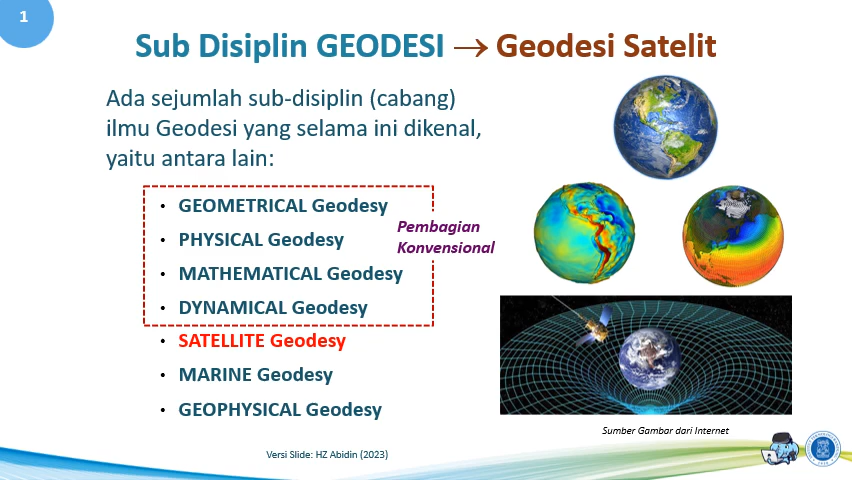 1
Sub Disiplin GEODESI → Geodesi Satelit
Ada sejumlah sub-disiplin (cabang)
ilmu Geodesi yang selama ini dikenal,
yaitu antara lain:
• GEOMETRICAL Geodesy
• PHYSICAL Geodesy
• MATHEMATICAL Geodesy
• DYNAMICAL Geodesy
Pembagian
Konvensional
• SATELLITE Geodesy
• MARINE Geodesy
• GEOPHYSICAL Geodesy
Sumber Gambar dari Internet
Versi Slide: HZ Abidin (2023)